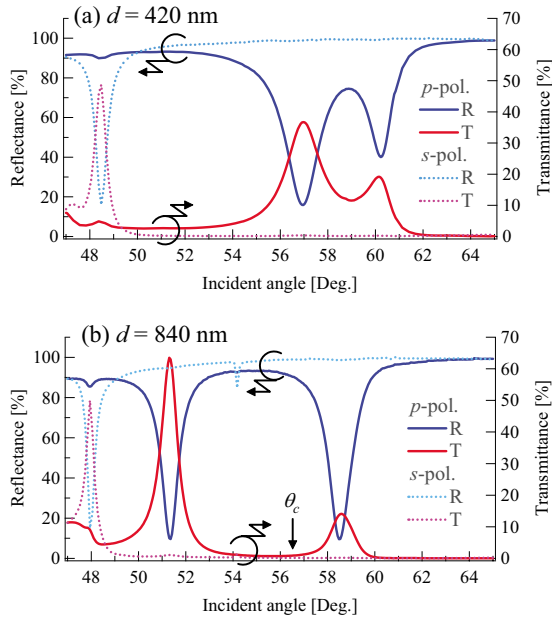 (a) d = 420 nm
100
80
60
40
20
0
Reflectance [%]
70
60
50
40
30
20
10
0
Transmittance [%]
p-pol.
R
T
s-pol.
R
T
48 50 52 54 56 58 60 62 64
Incident angle [Deg.]
(b) d = 840 nm
100
80
60
40
20
0
Reflectance [%]
70
60
50
40
30
20
10
0
Transmittance [%]
p-pol.
R
T
s-pol.
R
T
θc
48 50 52 54 56 58 60 62 64
Incident angle [Deg.]